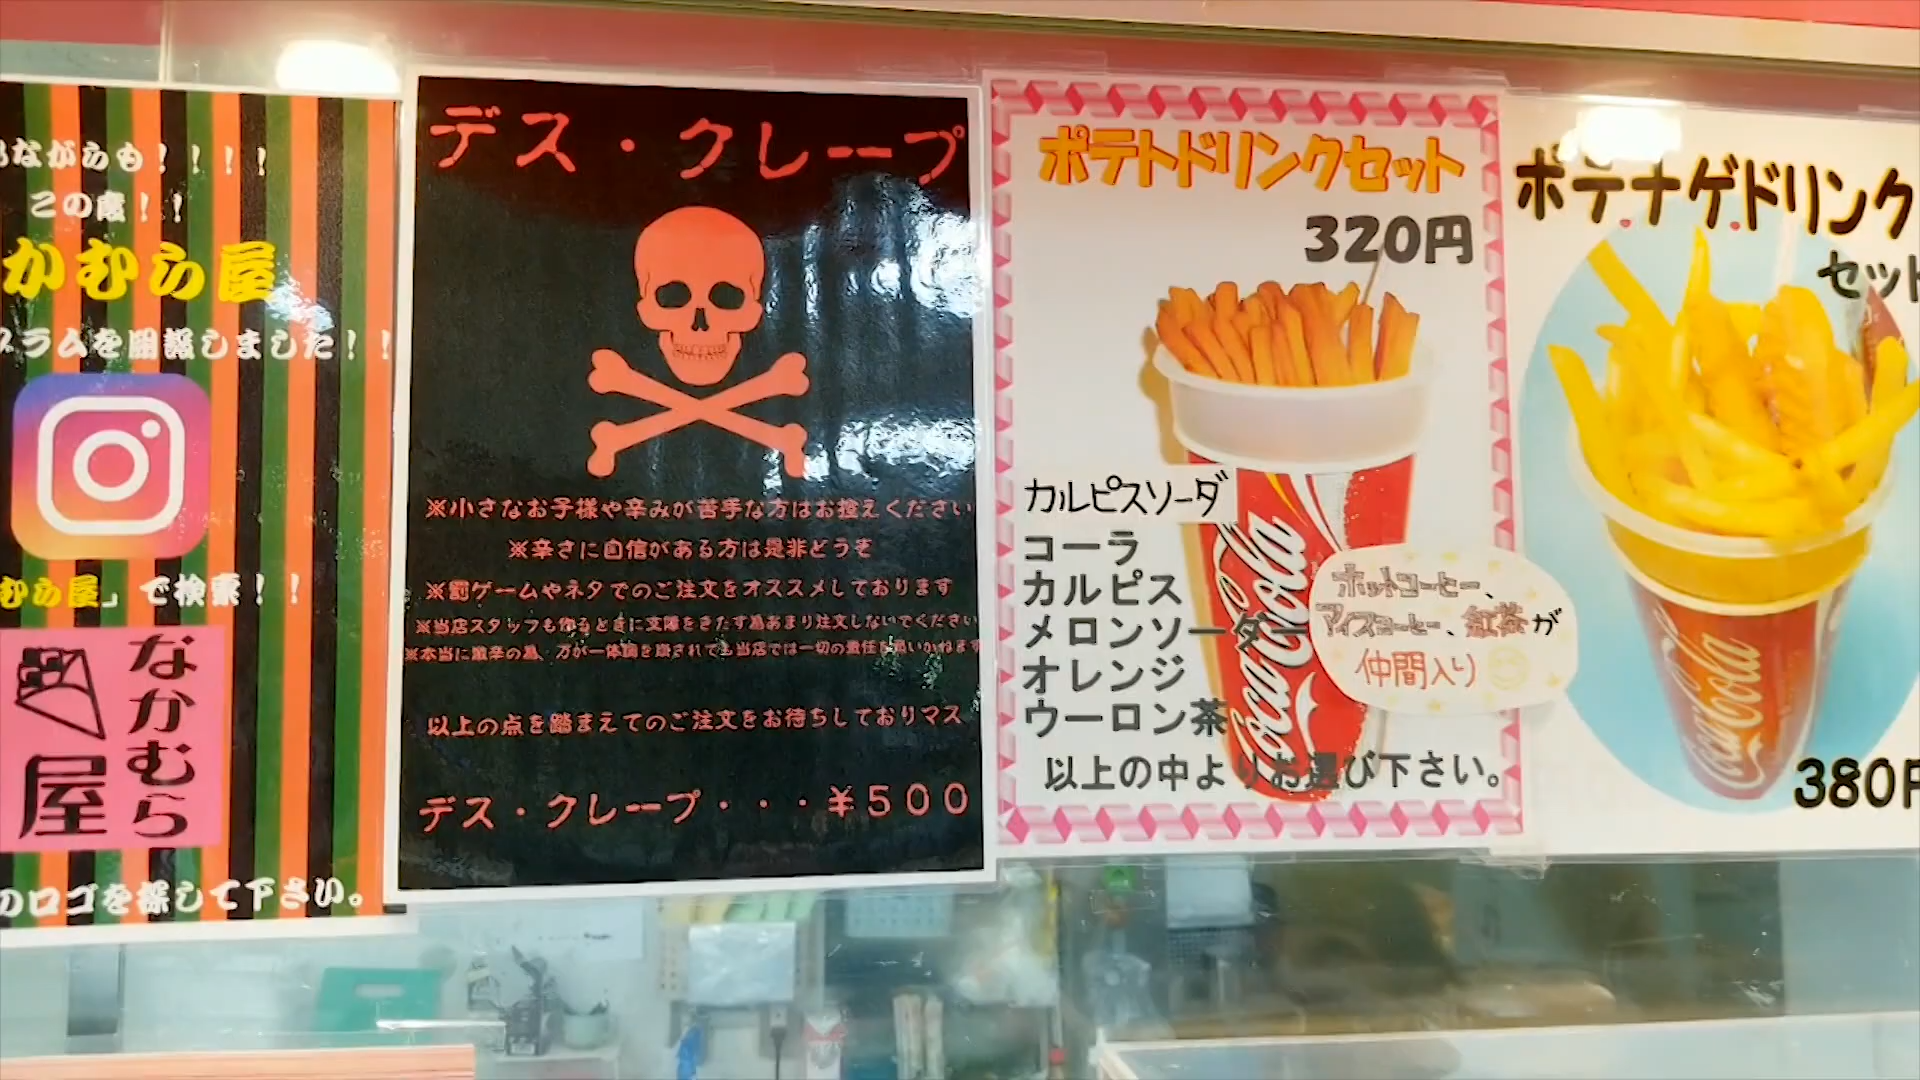 ながらも！！！！
この度！！
かむら屋
ラムを開設しました！！
むら屋」で検索！！
なかむら
屋
のロゴを探して下さい。
デス・クレープ
※小さなお子様や辛みが苦手な方はお控えください
※辛さに自信がある方は是非どうぞ
※罰ゲームやネタでのご注文をオススメしております
※当店スタッフも作るときに支障をきたす為あまり注文しないでください
※本当に激辛の為、万が一体調を崩されても当店では一切の責任を負いかねます
以上の点を踏まえてのご注文をお待ちしておりマス
デス・クレープ・・・¥５００
ポテトドリンクセット
320円
カルピスソーダ
コーラ
カルピス
メロンソーダー
オレンジ
ウーロン茶
以上の中よりお選び下さい。
ホットコーヒー、
アイスコーヒー、紅茶が
仲間入り
Coca-Cola
ポテナゲドリンク
セット
Coca-Cola
380円